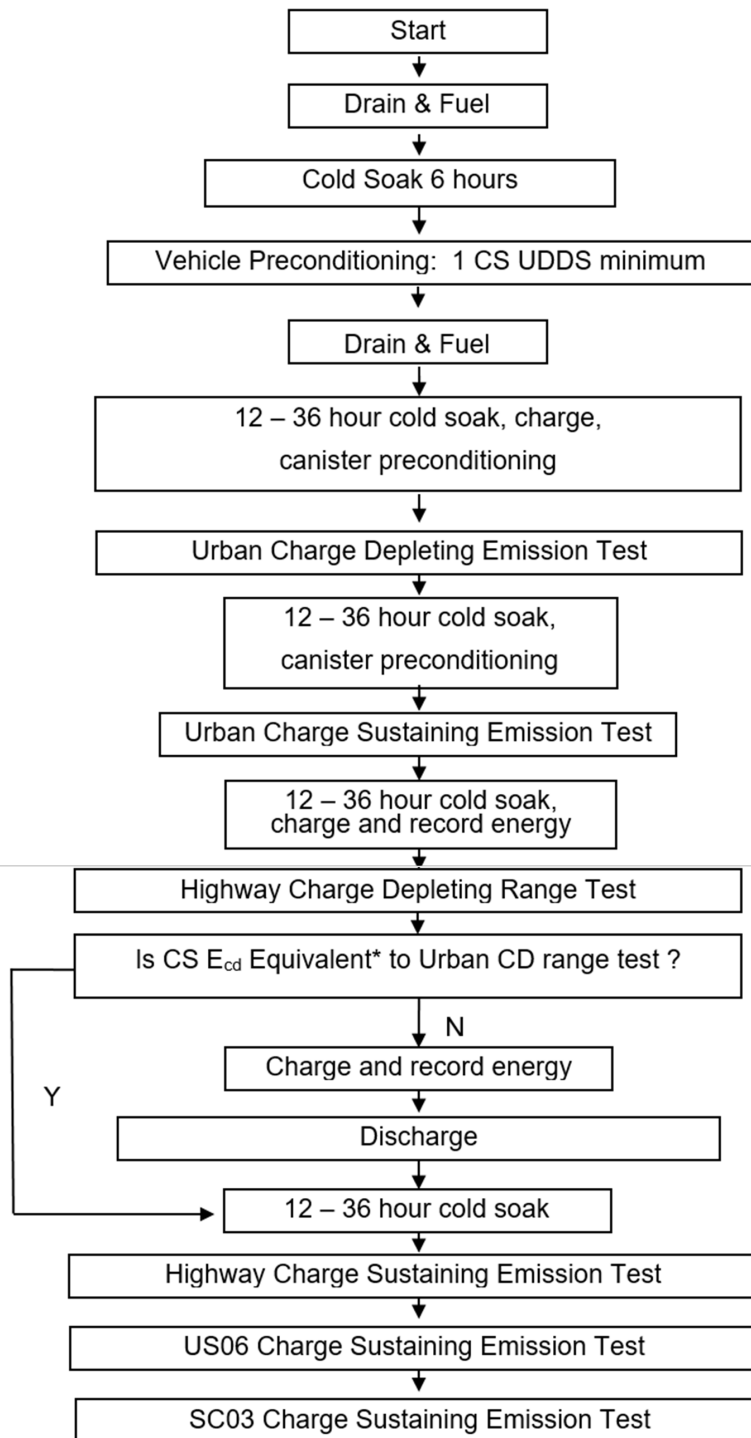 Start
Drain & Fuel
Cold Soak 6 hours
Vehicle Preconditioning: 1 CS UDDS minimum
Drain & Fuel
12 – 36 hour cold soak, charge,
canister preconditioning
Urban Charge Depleting Emission Test
12 – 36 hour cold soak,
canister preconditioning
Urban Charge Sustaining Emission Test
12 – 36 hour cold soak,
charge and record energy
Highway Charge Depleting Range Test
Is CS Ecd Equivalent* to Urban CD range test ?
N
Charge and record energy
Y
Discharge
12 – 36 hour cold soak
Highway Charge Sustaining Emission Test
US06 Charge Sustaining Emission Test
SC03 Charge Sustaining Emission Test